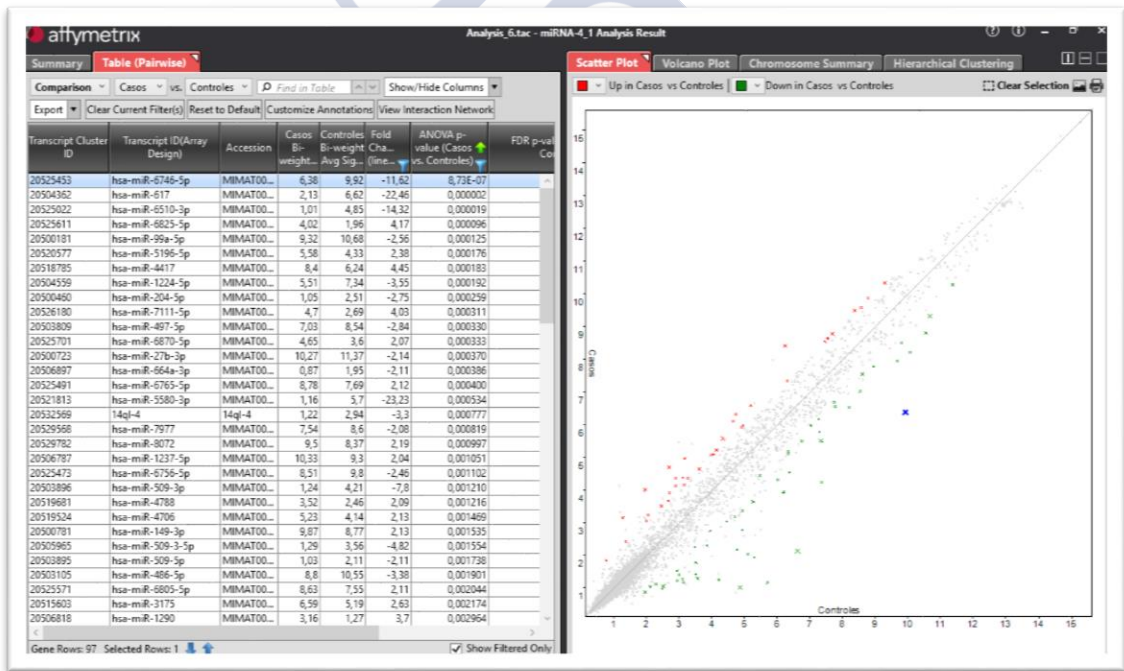 affymetrix
Analysis_6.tac - miRNA-4_1 Analysis Result
Summary Table (Pairwise)
Comparison Casos vs. Controles Find in Table Show/Hide Columns
Export Clear Current Filter(s) Reset to Default Customize Annotations View Interaction Network
Transcript Cluster ID Transcript ID(Array Design) Accession Casos Bi-weight... Controles Bi-weight Avg Sig... Fold Cha... (line... ANOVA p-value (Casos vs. Controles) FDR p-val Co
20525453 hsa-miR-6746-5p MIMAT00... 6,38 9,92 -11,62 8,73E-07
20504362 hsa-miR-617 MIMAT00... 2,13 6,62 -22,46 0,000002
20525022 hsa-miR-6510-3p MIMAT00... 1,01 4,85 -14,32 0,000019
20525611 hsa-miR-6825-5p MIMAT00... 4,02 1,96 4,17 0,000096
20500181 hsa-miR-99a-5p MIMAT00... 9,32 10,68 -2,56 0,000125
20520577 hsa-miR-5196-5p MIMAT00... 5,58 4,33 2,38 0,000176
20518785 hsa-miR-4417 MIMAT00... 8,4 6,24 4,45 0,000183
20504559 hsa-miR-1224-5p MIMAT00... 5,51 7,34 -3,55 0,000192
20500460 hsa-miR-204-5p MIMAT00... 1,05 2,51 -2,75 0,000259
20526180 hsa-miR-7111-5p MIMAT00... 4,7 2,69 4,03 0,000311
20503809 hsa-miR-497-5p MIMAT00... 7,03 8,54 -2,84 0,000330
20525701 hsa-miR-6870-5p MIMAT00... 4,65 3,6 2,07 0,000333
20500723 hsa-miR-27b-3p MIMAT00... 10,27 11,37 -2,14 0,000370
20506897 hsa-miR-664a-3p MIMAT00... 0,87 1,95 -2,11 0,000386
20525491 hsa-miR-6765-5p MIMAT00... 8,78 7,69 2,12 0,000400
20521813 hsa-miR-5580-3p MIMAT00... 1,16 5,7 -23,23 0,000534
20532569 14qI-4 14qI-4 1,22 2,94 -3,3 0,000777
20529568 hsa-miR-7977 MIMAT00... 7,54 8,6 -2,08 0,000819
20529782 hsa-miR-8072 MIMAT00... 9,5 8,37 2,19 0,000997
20506787 hsa-miR-1237-5p MIMAT00... 10,33 9,3 2,04 0,001051
20525473 hsa-miR-6756-5p MIMAT00... 8,51 9,8 -2,46 0,001102
20503896 hsa-miR-509-3p MIMAT00... 1,24 4,21 -7,8 0,001210
20519681 hsa-miR-4788 MIMAT00... 3,52 2,46 2,09 0,001216
20519524 hsa-miR-4706 MIMAT00... 5,23 4,14 2,13 0,001469
20500781 hsa-miR-149-3p MIMAT00... 9,87 8,77 2,13 0,001535
20505965 hsa-miR-509-3-5p MIMAT00... 1,29 3,56 -4,82 0,001554
20503895 hsa-miR-509-5p MIMAT00... 1,03 2,11 -2,11 0,001738
20503105 hsa-miR-486-5p MIMAT00... 8,8 10,55 -3,38 0,001901
20525571 hsa-miR-6805-5p MIMAT00... 8,63 7,55 2,11 0,002044
20515603 hsa-miR-3175 MIMAT00... 6,59 5,19 2,63 0,002174
20506818 hsa-miR-1290 MIMAT00... 3,16 1,27 3,7 0,002964
Gene Rows: 97 Selected Rows: 1 Show Filtered Only
Scatter Plot Volcano Plot Chromosome Summary Hierarchical Clustering
Up in Casos vs Controles Down in Casos vs Controles Clear Selection
15
14
13
12
11
10
9
8
Casos
7
6
5
4
3
2
1
Controles
1 2 3 4 5 6 7 8 9 10 11 12 13 14 15